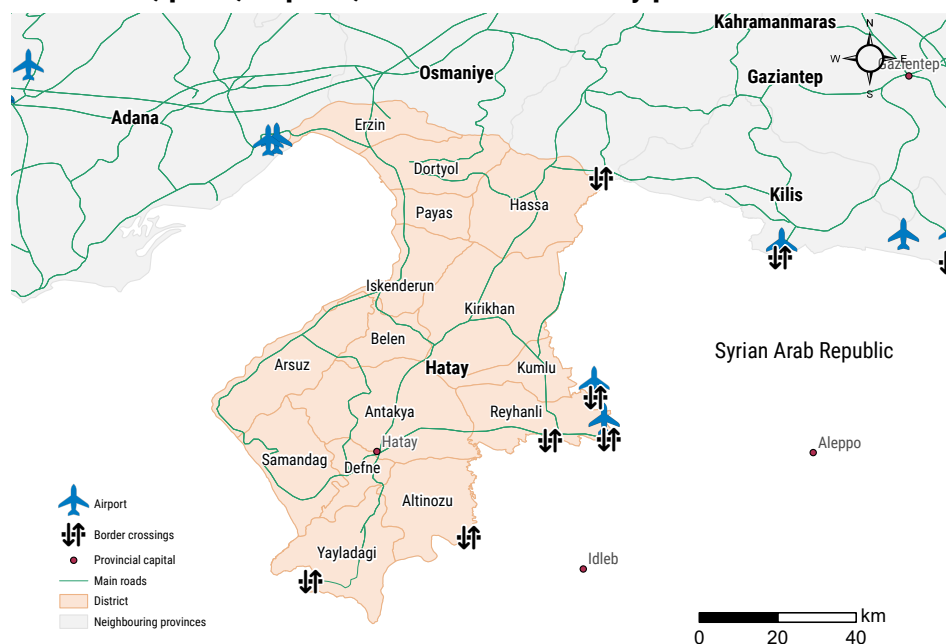 Kahramanmaras
N
W
E
S
Osmaniye
Gaziantep
Gaziantep
Adana
Erzin
Dortyol
Kilis
Payas
Hassa
Iskenderun
Kirikhan
Belen
Syrian Arab Republic
Arsuz
Hatay
Kumlu
Antakya
Reyhanli
Hatay
Aleppo
Samandag
Defne
Altinozu
Yayladagi
Idleb
Airport
Border crossings
Provincial capital
Main roads
District
Neighbouring provinces
km
0 20 40